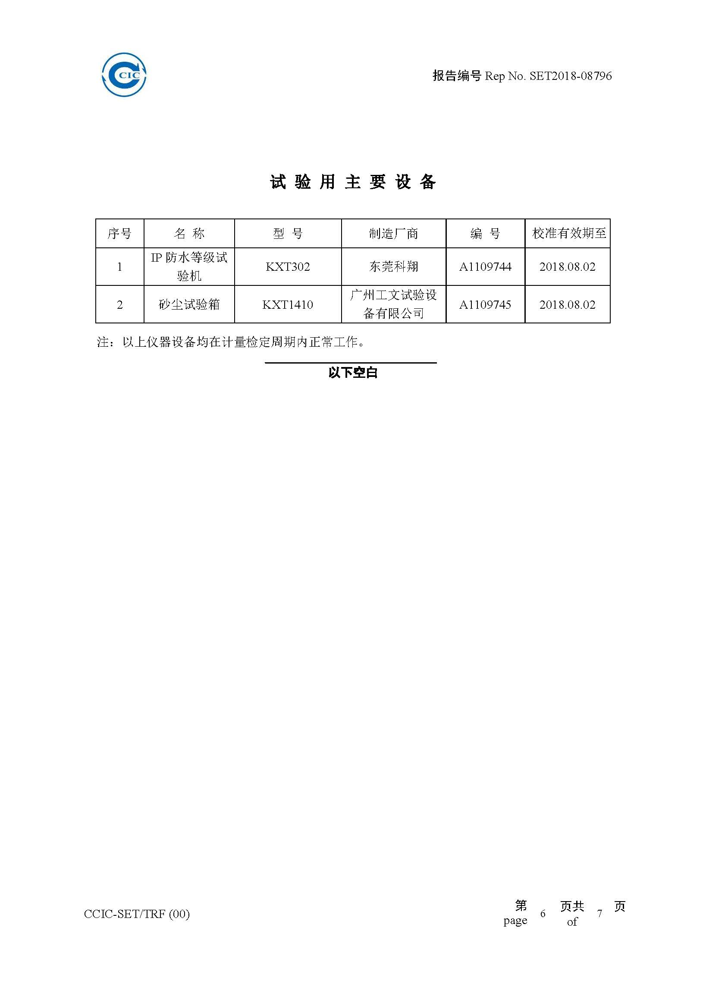 CIC
报告编号 Rep No. SET2018-08796
试 验 用 主 要 设 备
序号 名 称 型 号 制造厂商 编 号 校准有效期至
1 IP 防水等级试验机 KXT302 东莞科翔 A1109744 2018.08.02
2 砂尘试验箱 KXT1410 广州工文试验设备有限公司 A1109745 2018.08.02
注：以上仪器设备均在计量检定周期内正常工作。
以下空白
CCIC-SET/TRF (00)
第 6 页共 7 页
page of